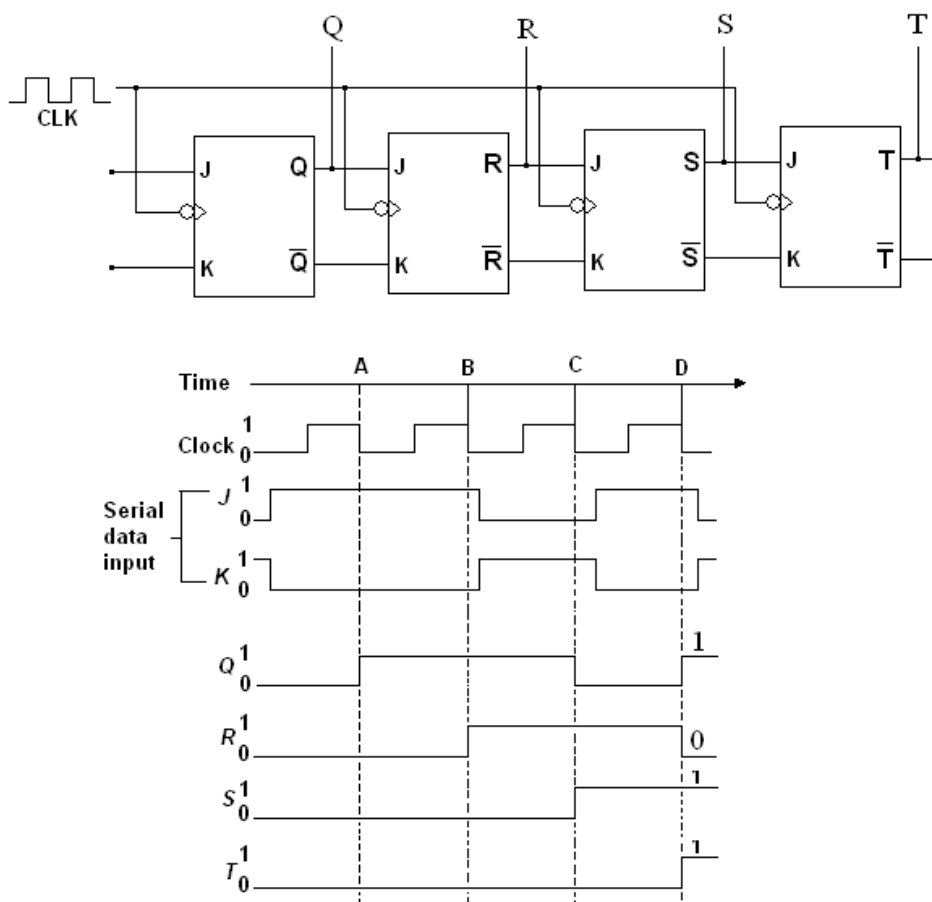 Q R S T
CLK
J Q J R J S J T
K Q̅ K R̅ K S̅ K T̅
Time A B C D
Clock 1 0
Serial data input
J 1 0
K 1 0
Q 1 0 1
R 1 0 0
S 1 0 1
T 1 0 1